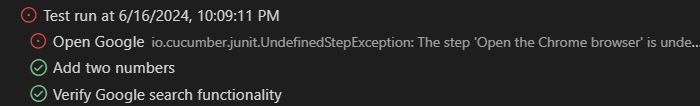 Test run at 6/16/2024, 10:09:11 PM
Open Google io.cucumber.junit.UndefinedStepException: The step 'Open the Chrome browser' is unde...
Add two numbers
Verify Google search functionality